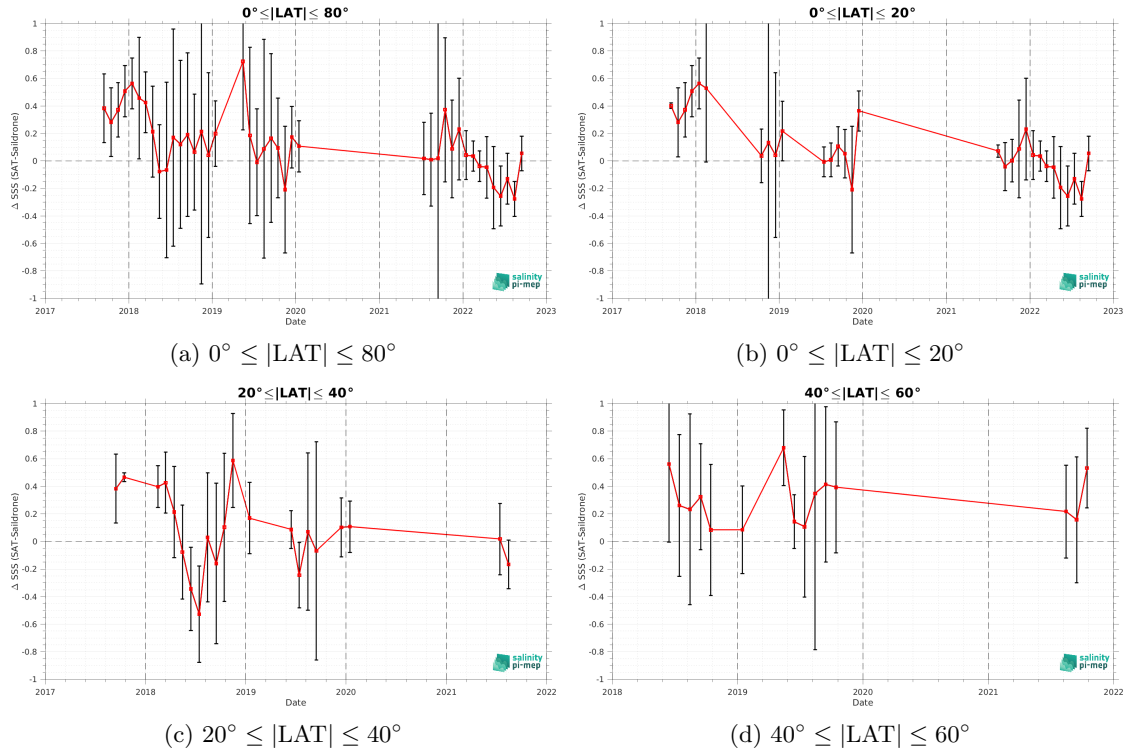 0°≤|LAT|≤ 80°
Δ SSS (SAT-Saildrone)
1
0.8
0.6
0.4
0.2
0
-0.2
-0.4
-0.6
-0.8
-1
salinity
pi-mep
2017 2018 2019 2020 2021 2022 2023
Date
(a) 0° ≤ |LAT| ≤ 80°
0°≤|LAT|≤ 20°
Δ SSS (SAT-Saildrone)
1
0.8
0.6
0.4
0.2
0
-0.2
-0.4
-0.6
-0.8
-1
salinity
pi-mep
2017 2018 2019 2020 2021 2022 2023
Date
(b) 0° ≤ |LAT| ≤ 20°
20°≤|LAT|≤ 40°
Δ SSS (SAT-Saildrone)
1
0.8
0.6
0.4
0.2
0
-0.2
-0.4
-0.6
-0.8
-1
salinity
pi-mep
2017 2018 2019 2020 2021 2022
Date
(c) 20° ≤ |LAT| ≤ 40°
40°≤|LAT|≤ 60°
Δ SSS (SAT-Saildrone)
1
0.8
0.6
0.4
0.2
0
-0.2
-0.4
-0.6
-0.8
-1
salinity
pi-mep
2018 2019 2020 2021 2022
Date
(d) 40° ≤ |LAT| ≤ 60°